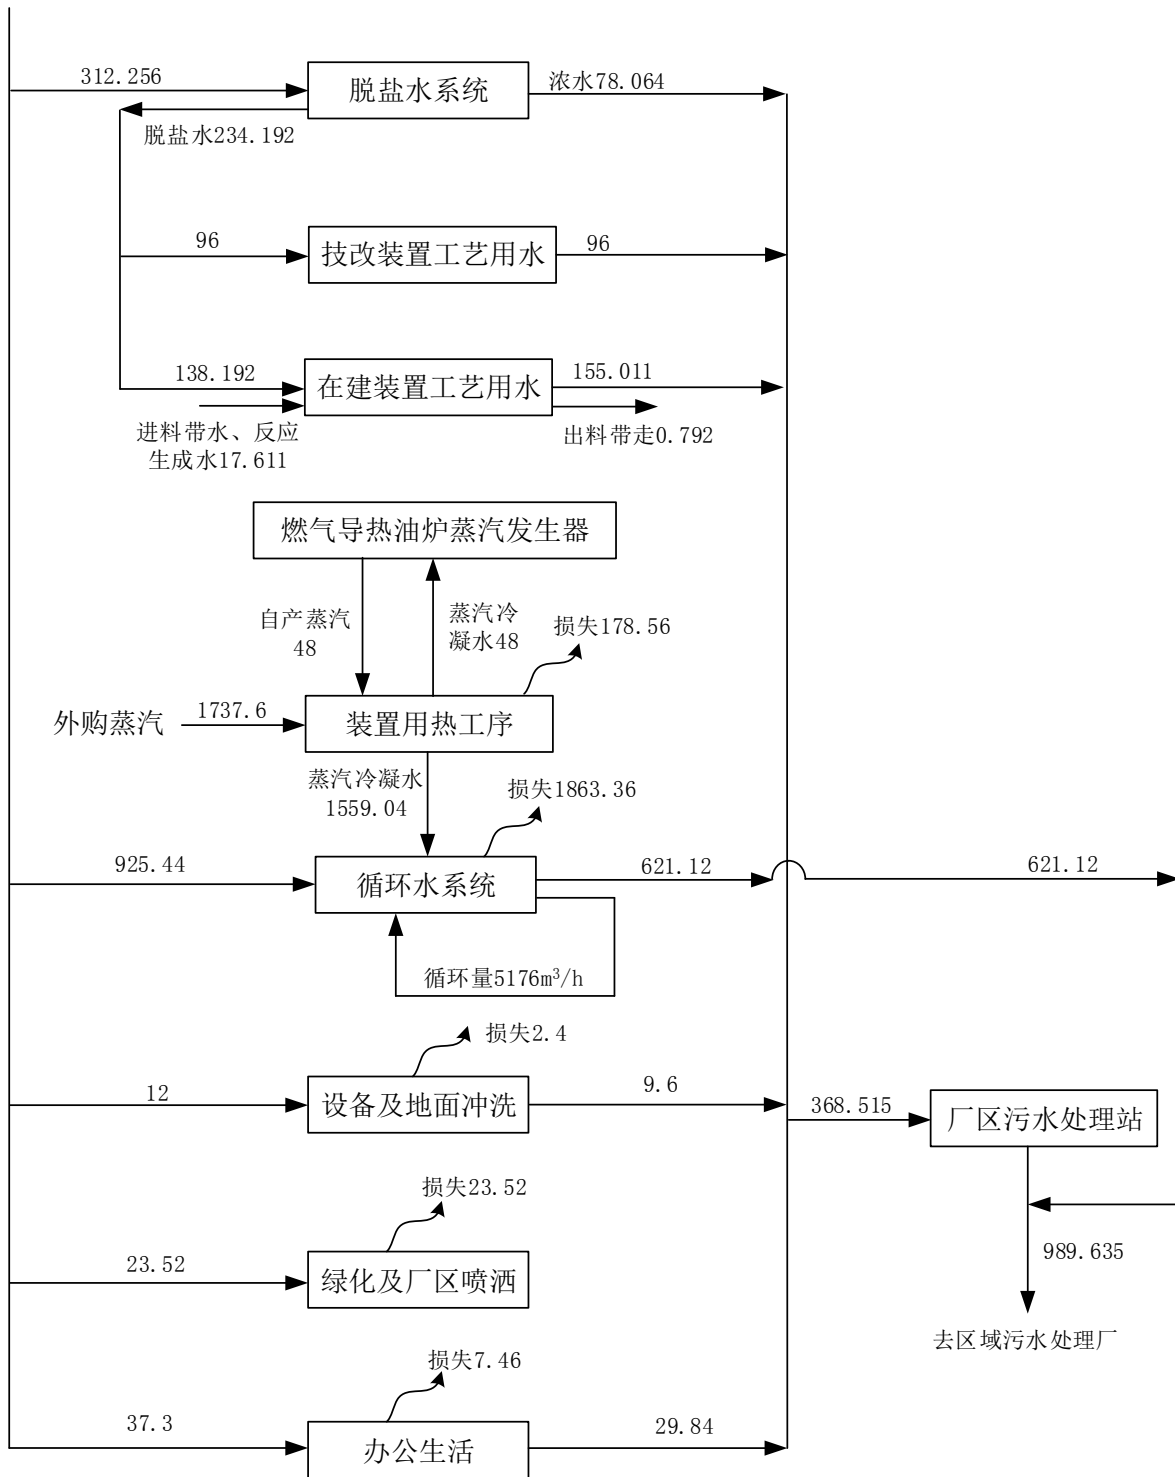 312.256
脱盐水系统
浓水78.064
脱盐水234.192
96
技改装置工艺用水
96
138.192
在建装置工艺用水
155.011
进料带水、反应
生成水17.611
出料带走0.792
燃气导热油炉蒸汽发生器
自产蒸汽
48
蒸汽冷
凝水48
损失178.56
外购蒸汽
1737.6
装置用热工序
蒸汽冷凝水
1559.04
损失1863.36
925.44
循环水系统
621.12
621.12
循环量5176m³/h
损失2.4
12
设备及地面冲洗
9.6
368.515
厂区污水处理站
损失23.52
23.52
绿化及厂区喷洒
989.635
去区域污水处理厂
损失7.46
37.3
办公生活
29.84